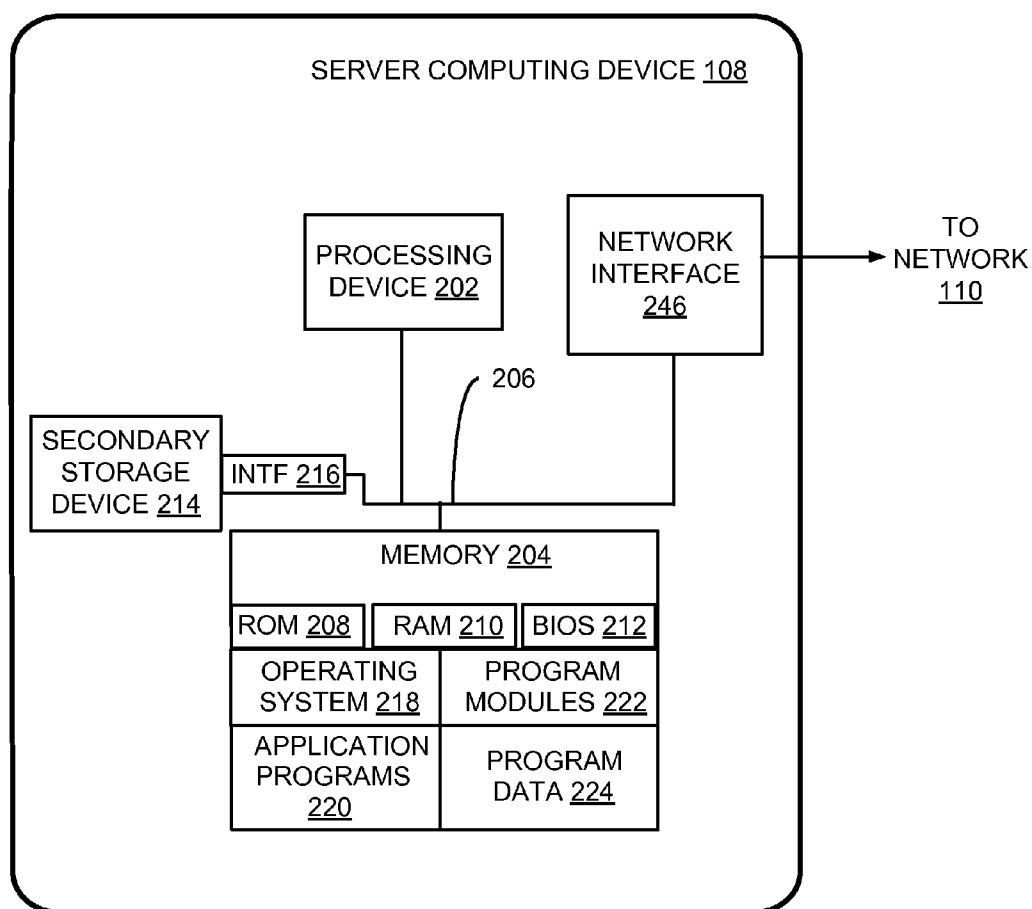 SERVER COMPUTING DEVICE 108
PROCESSING
DEVICE 202
NETWORK
INTERFACE
246
TO
NETWORK
110
206
SECONDARY
STORAGE
DEVICE 214
INTF 216
MEMORY 204
ROM 208
RAM 210
BIOS 212
OPERATING
SYSTEM 218
PROGRAM
MODULES 222
APPLICATION
PROGRAMS
220
PROGRAM
DATA 224